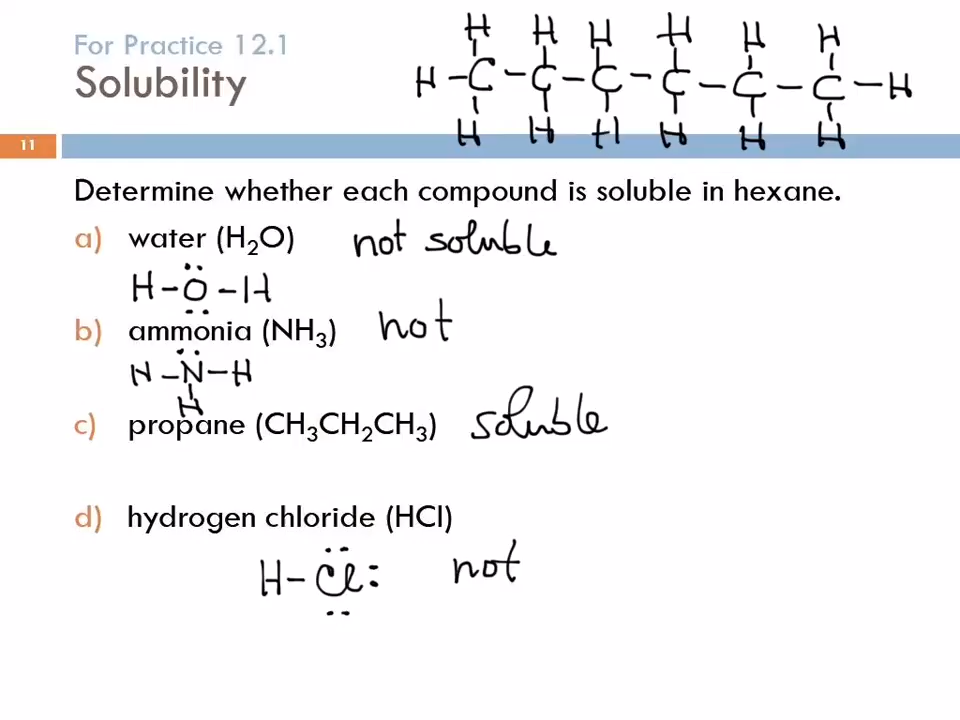 For Practice 12.1
Solubility
H H H H H H
H-C-C-C-C-C-C-H
H H H H H H
11
Determine whether each compound is soluble in hexane.
a) water (H₂O) not soluble
H-O-H
b) ammonia (NH₃) not
H-N-H
H
c) propane (CH₃CH₂CH₃) soluble
d) hydrogen chloride (HCl)
H-Cl: not